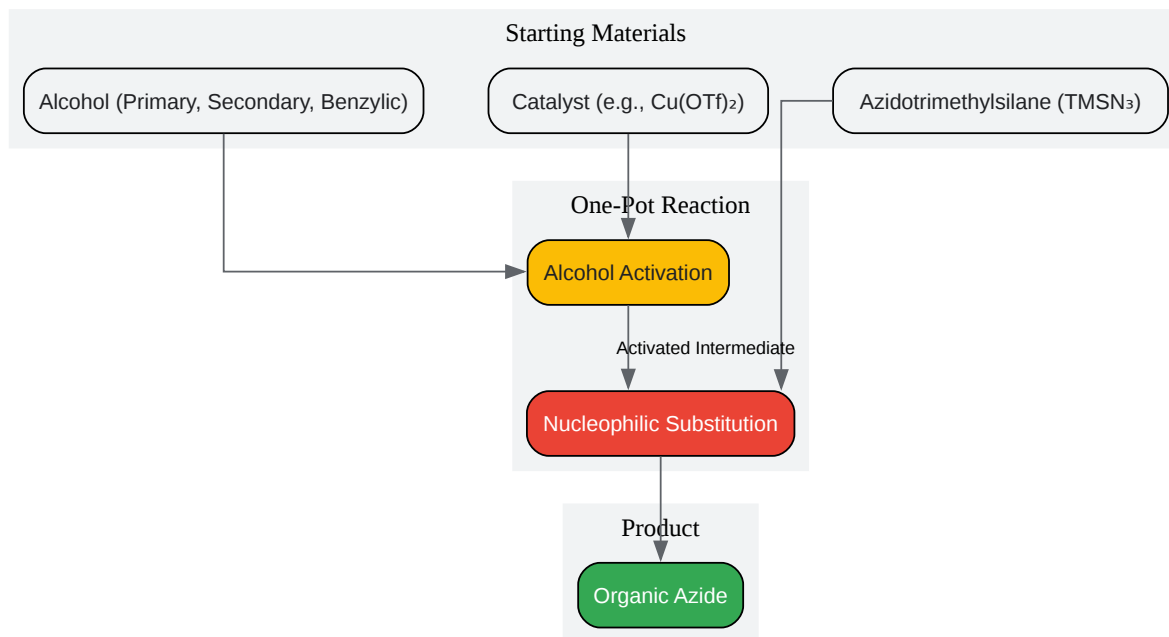 Starting Materials
Alcohol (Primary, Secondary, Benzylic)
Catalyst (e.g., Cu(OTf)₂)
Azidotrimethylsilane (TMSN₃)
One-Pot Reaction
Alcohol Activation
Activated Intermediate
Nucleophilic Substitution
Product
Organic Azide